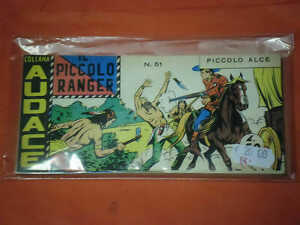 COLLANA
AUDACE
IL
PICCOLO
RANGER
N. 51
PICCOLO ALCE